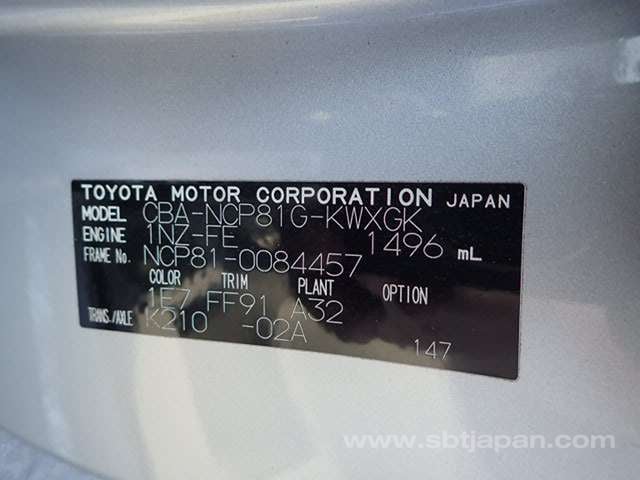 TOYOTA MOTOR CORPORATION JAPAN
MODEL CBA-NCP81G-KWXGK
ENGINE 1NZ-FE 1496 mL
FRAME No. NCP81-0084457
COLOR TRIM PLANT OPTION
1E7 FF91 A32
TRANS./AXLE K210 -02A
147
www.sbtjapan.com